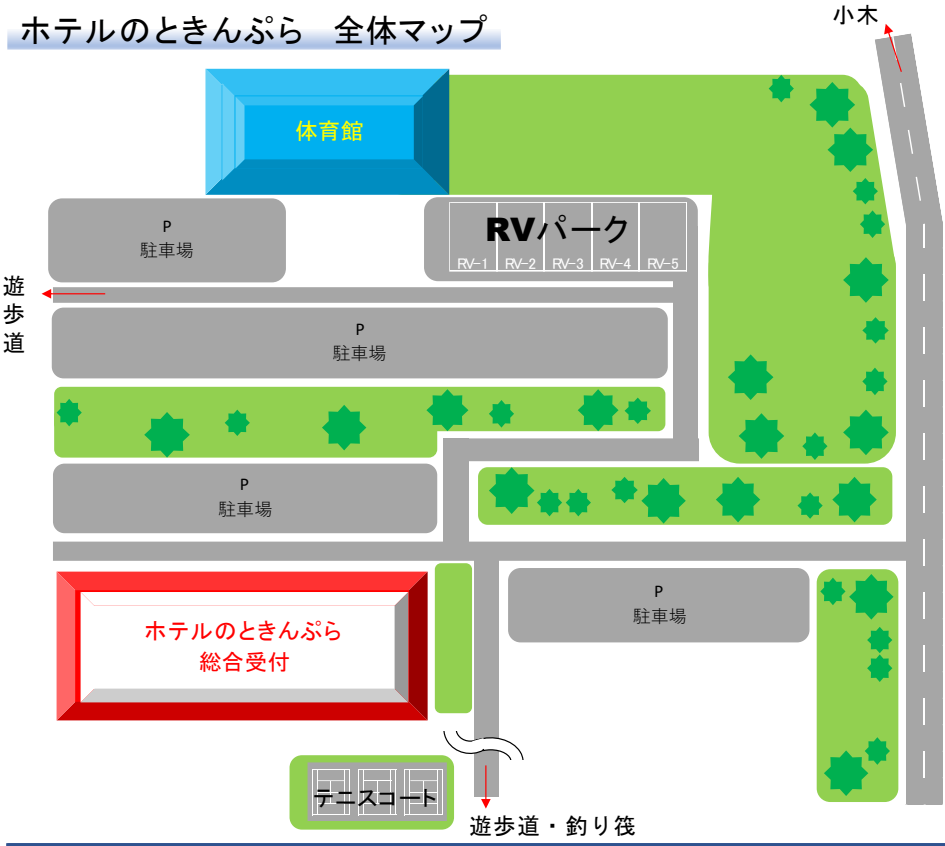 ホテルのときんぷら　全体マップ
小木
体育館
P
駐車場
RVパーク
RV-1 RV-2 RV-3 RV-4 RV-5
遊歩道
P
駐車場
P
駐車場
P
駐車場
ホテルのときんぷら
総合受付
テニスコート
遊歩道・釣り筏